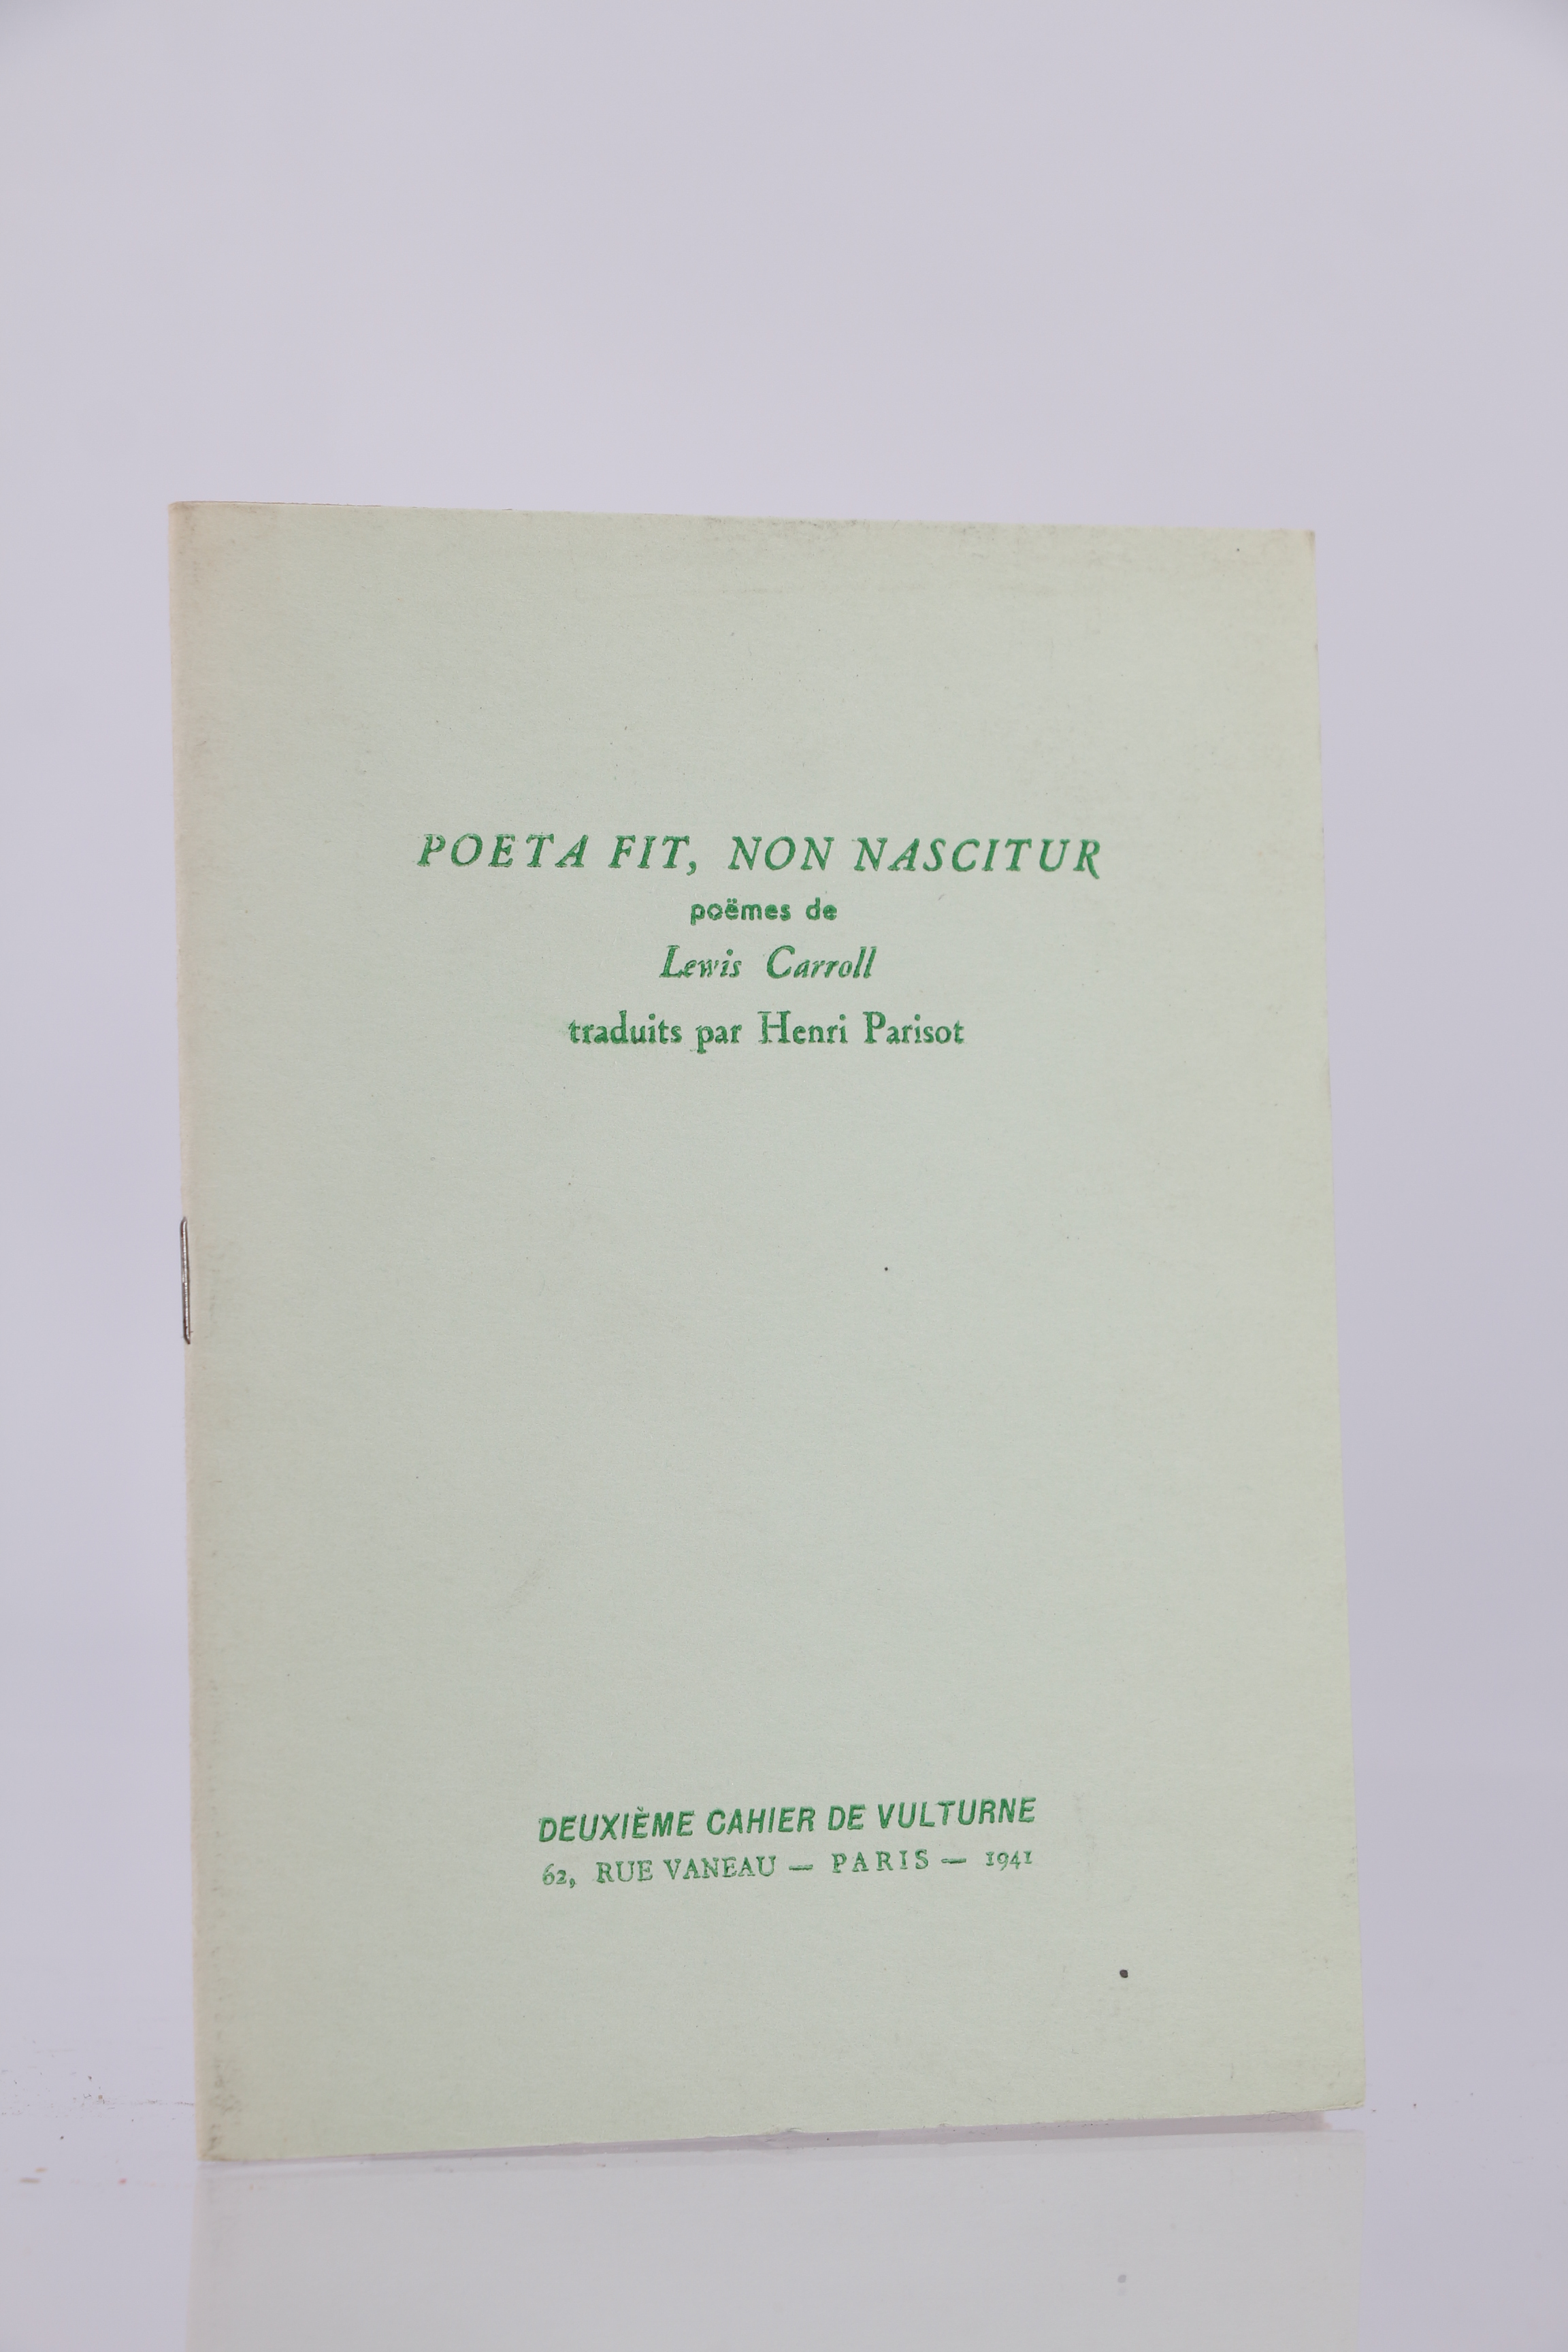 POETA FIT, NON NASCITUR
poëmes de
Lewis Carroll
traduits par Henri Parisot
DEUXIÈME CAHIER DE VULTURNE
62, RUE VANEAU — PARIS — 1941